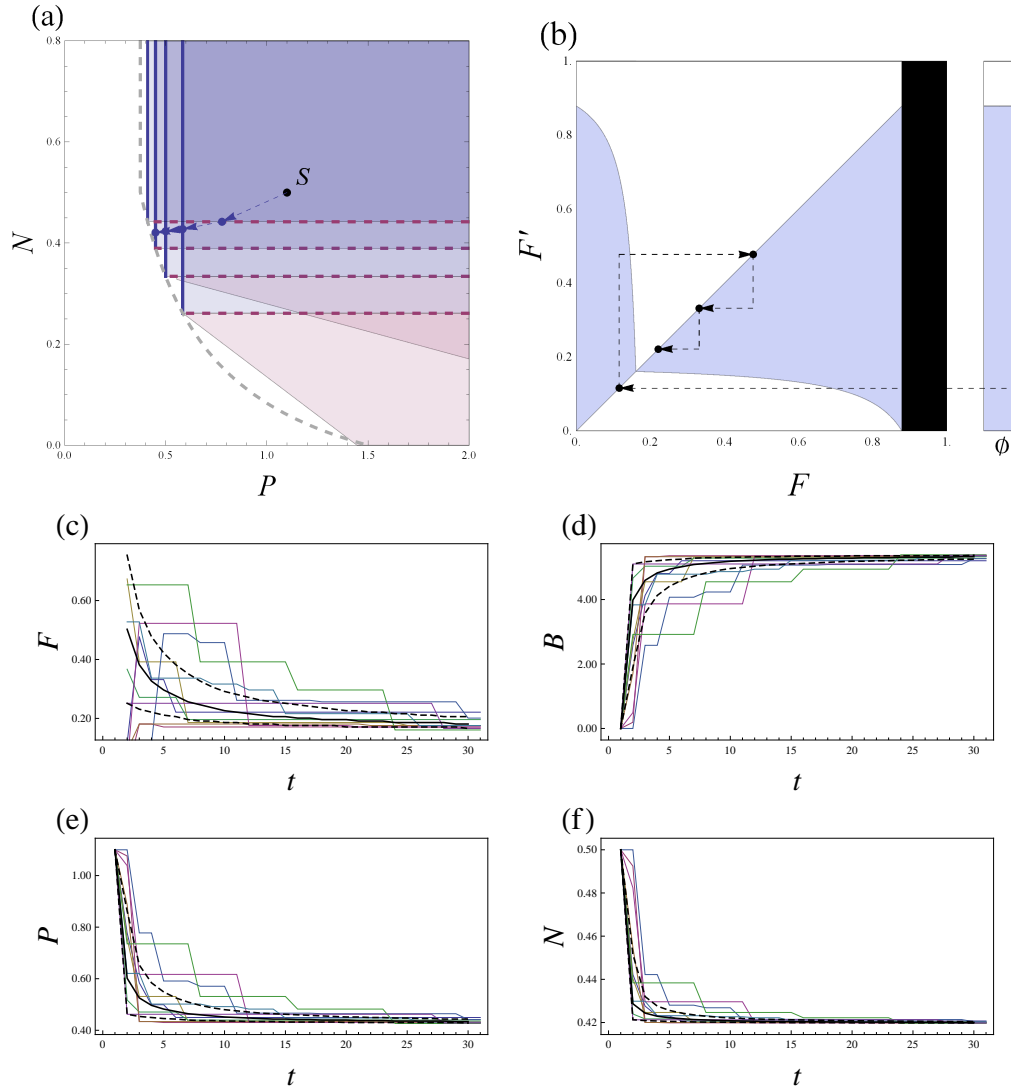 (a)
0.8
0.6
0.4
0.2
0.0
0.0 0.5 1.0 1.5 2.0
N
P
S
(b)
1.
0.8
0.6
0.4
0.2
0.
0. 0.2 0.4 0.6 0.8 1.
F'
F
ϕ
(c)
0.60
0.40
0.20
0 5 10 15 20 25 30
F
t
(d)
4.00
2.00
0.00
0 5 10 15 20 25 30
B
t
(e)
1.00
0.80
0.60
0.40
0 5 10 15 20 25 30
P
t
(f)
0.50
0.48
0.46
0.44
0.42
0 5 10 15 20 25 30
N
t